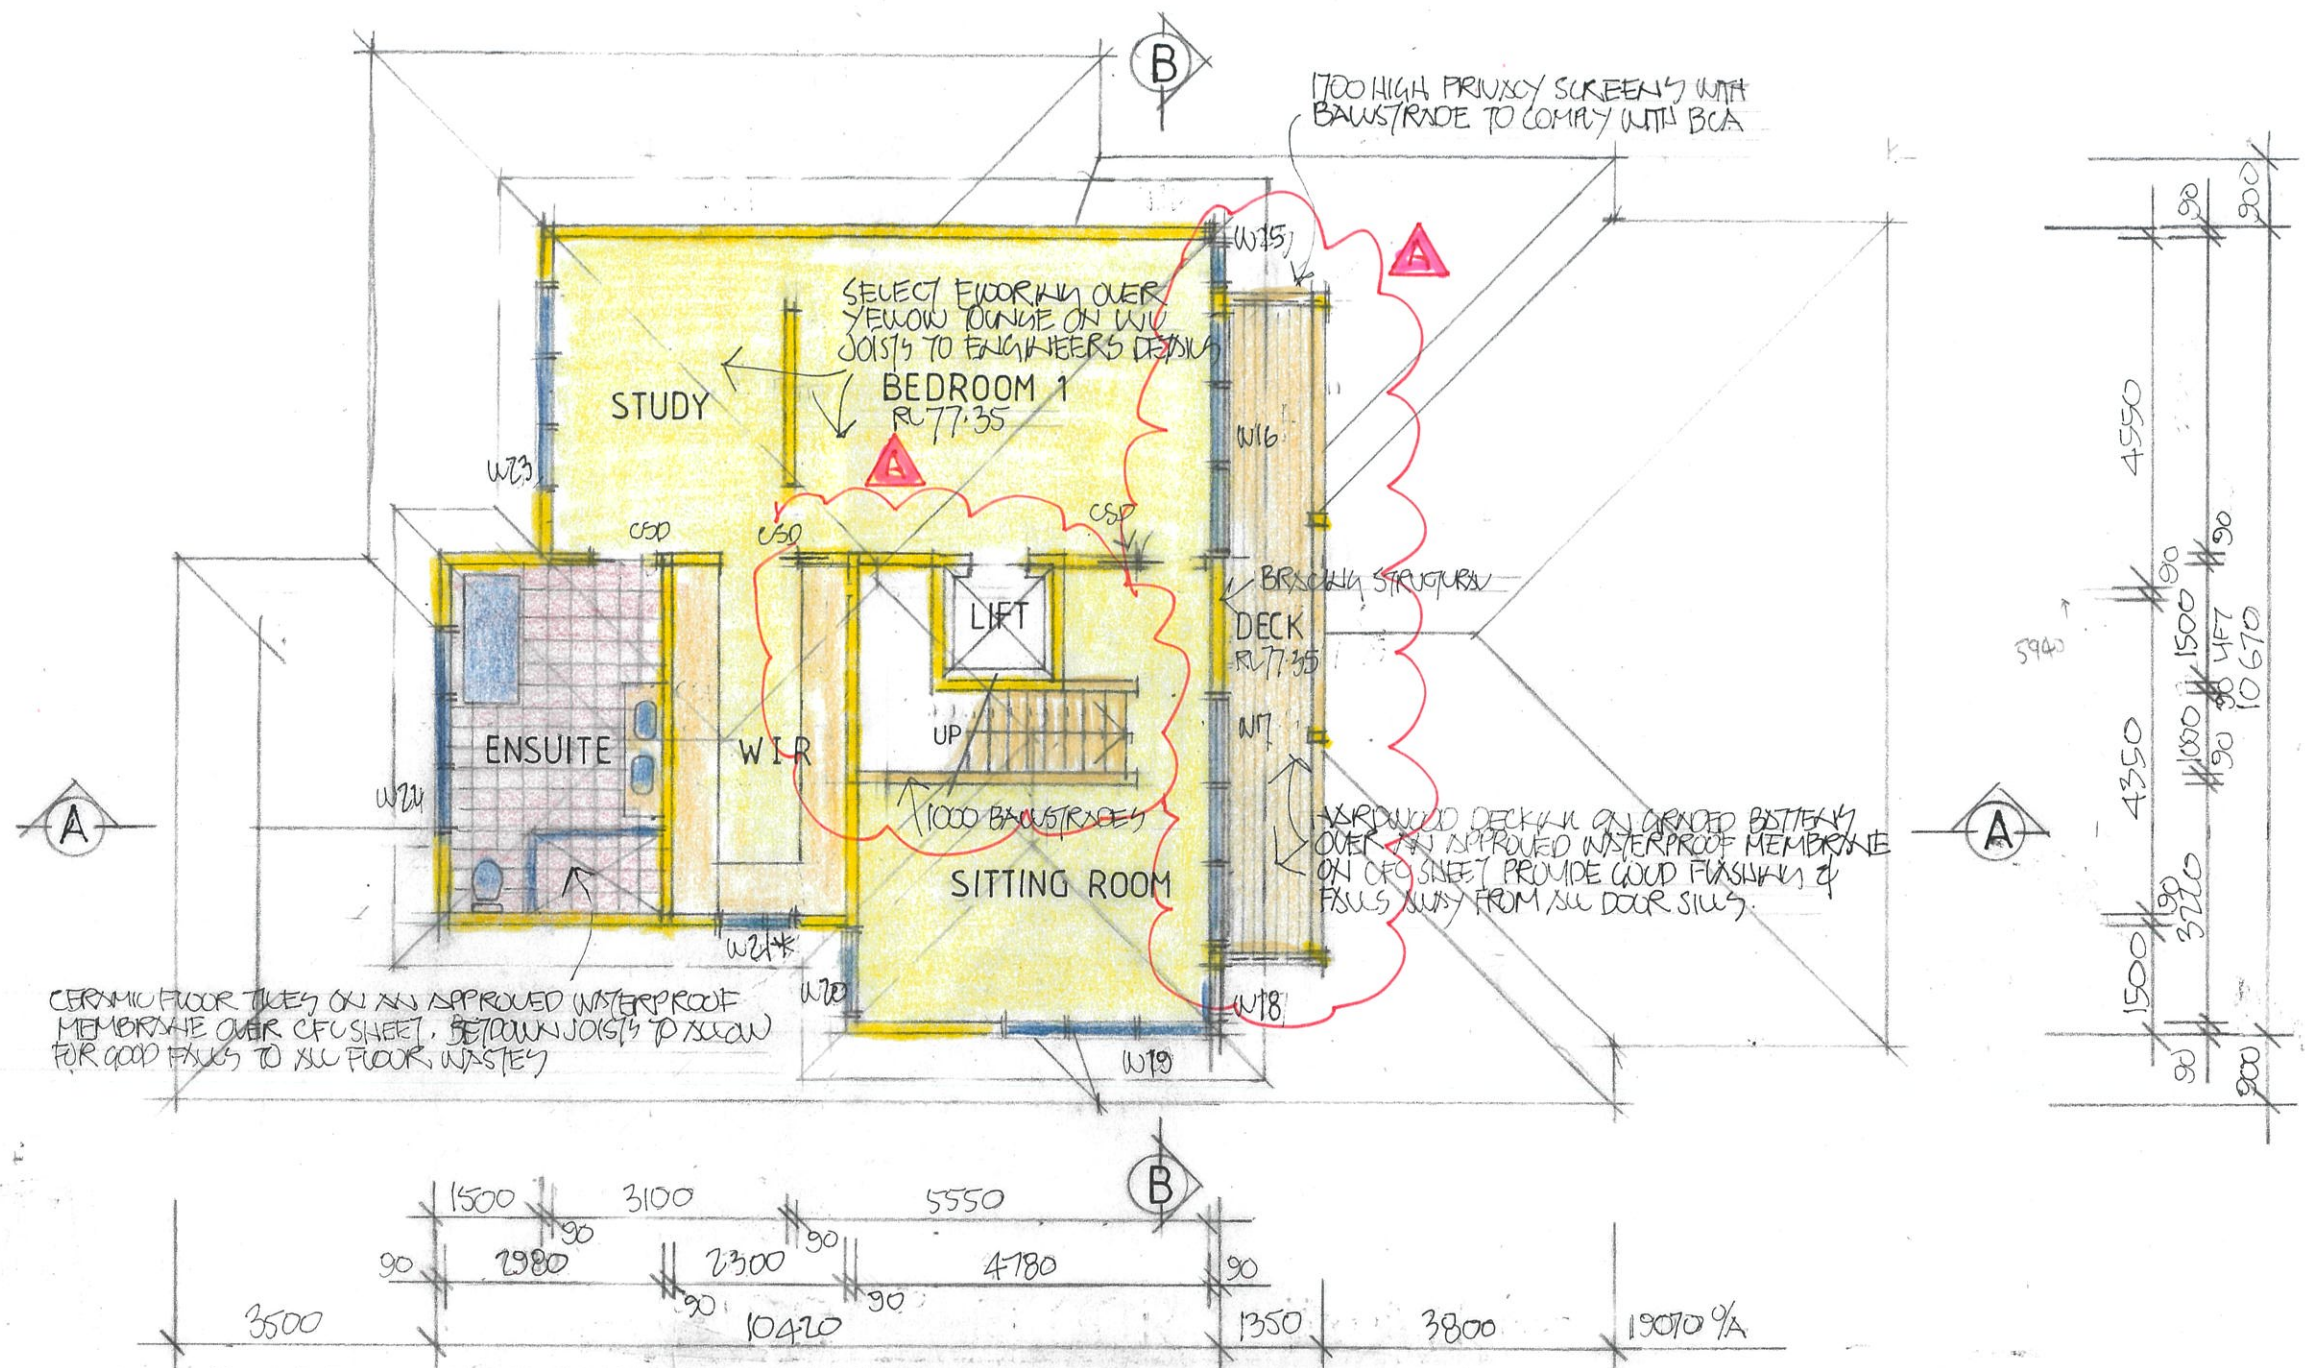 B
1700 HIGH PRIVACY SCREENS WITH
BALUSTRADE TO COMPLY WITH BCA
W15
A
SELECT FLOORING OVER
YELLOW TOUNGE ON LVL
JOISTS TO ENGINEERS DETAILS
BEDROOM 1
RL 77.35
STUDY
A
W16
W23
CSD
CSD
CSD
BRACING STRUCTURAL
LIFT
DECK
RL 77.35
ENSUITE
WIR
UP
W17
W24
1000 BALUSTRADES
A
A
HARDWOOD DECKING ON GRADED BATTENS
OVER AN APPROVED WATERPROOF MEMBRANE
ON CFC SHEET PROVIDE GOOD FLASHING &
FALLS AWAY FROM ALL DOOR SILLS.
SITTING ROOM
W21*
W20
W18
W19
CERAMIC FLOOR TILES ON AN APPROVED WATERPROOF
MEMBRANE OVER CFC SHEET. SETDOWN JOISTS TO ALLOW
FOR GOOD FALLS TO ALL FLOOR WASTES
B
1500 3100 5550
90 90
90 2980 2300 4780 90
90 90
3500 10420 1350 3800 19070 O/A
90 900
4550
90
90
1500
5940
90 LIFT
10670
1000
90
4350
90
3220
1500
90
900